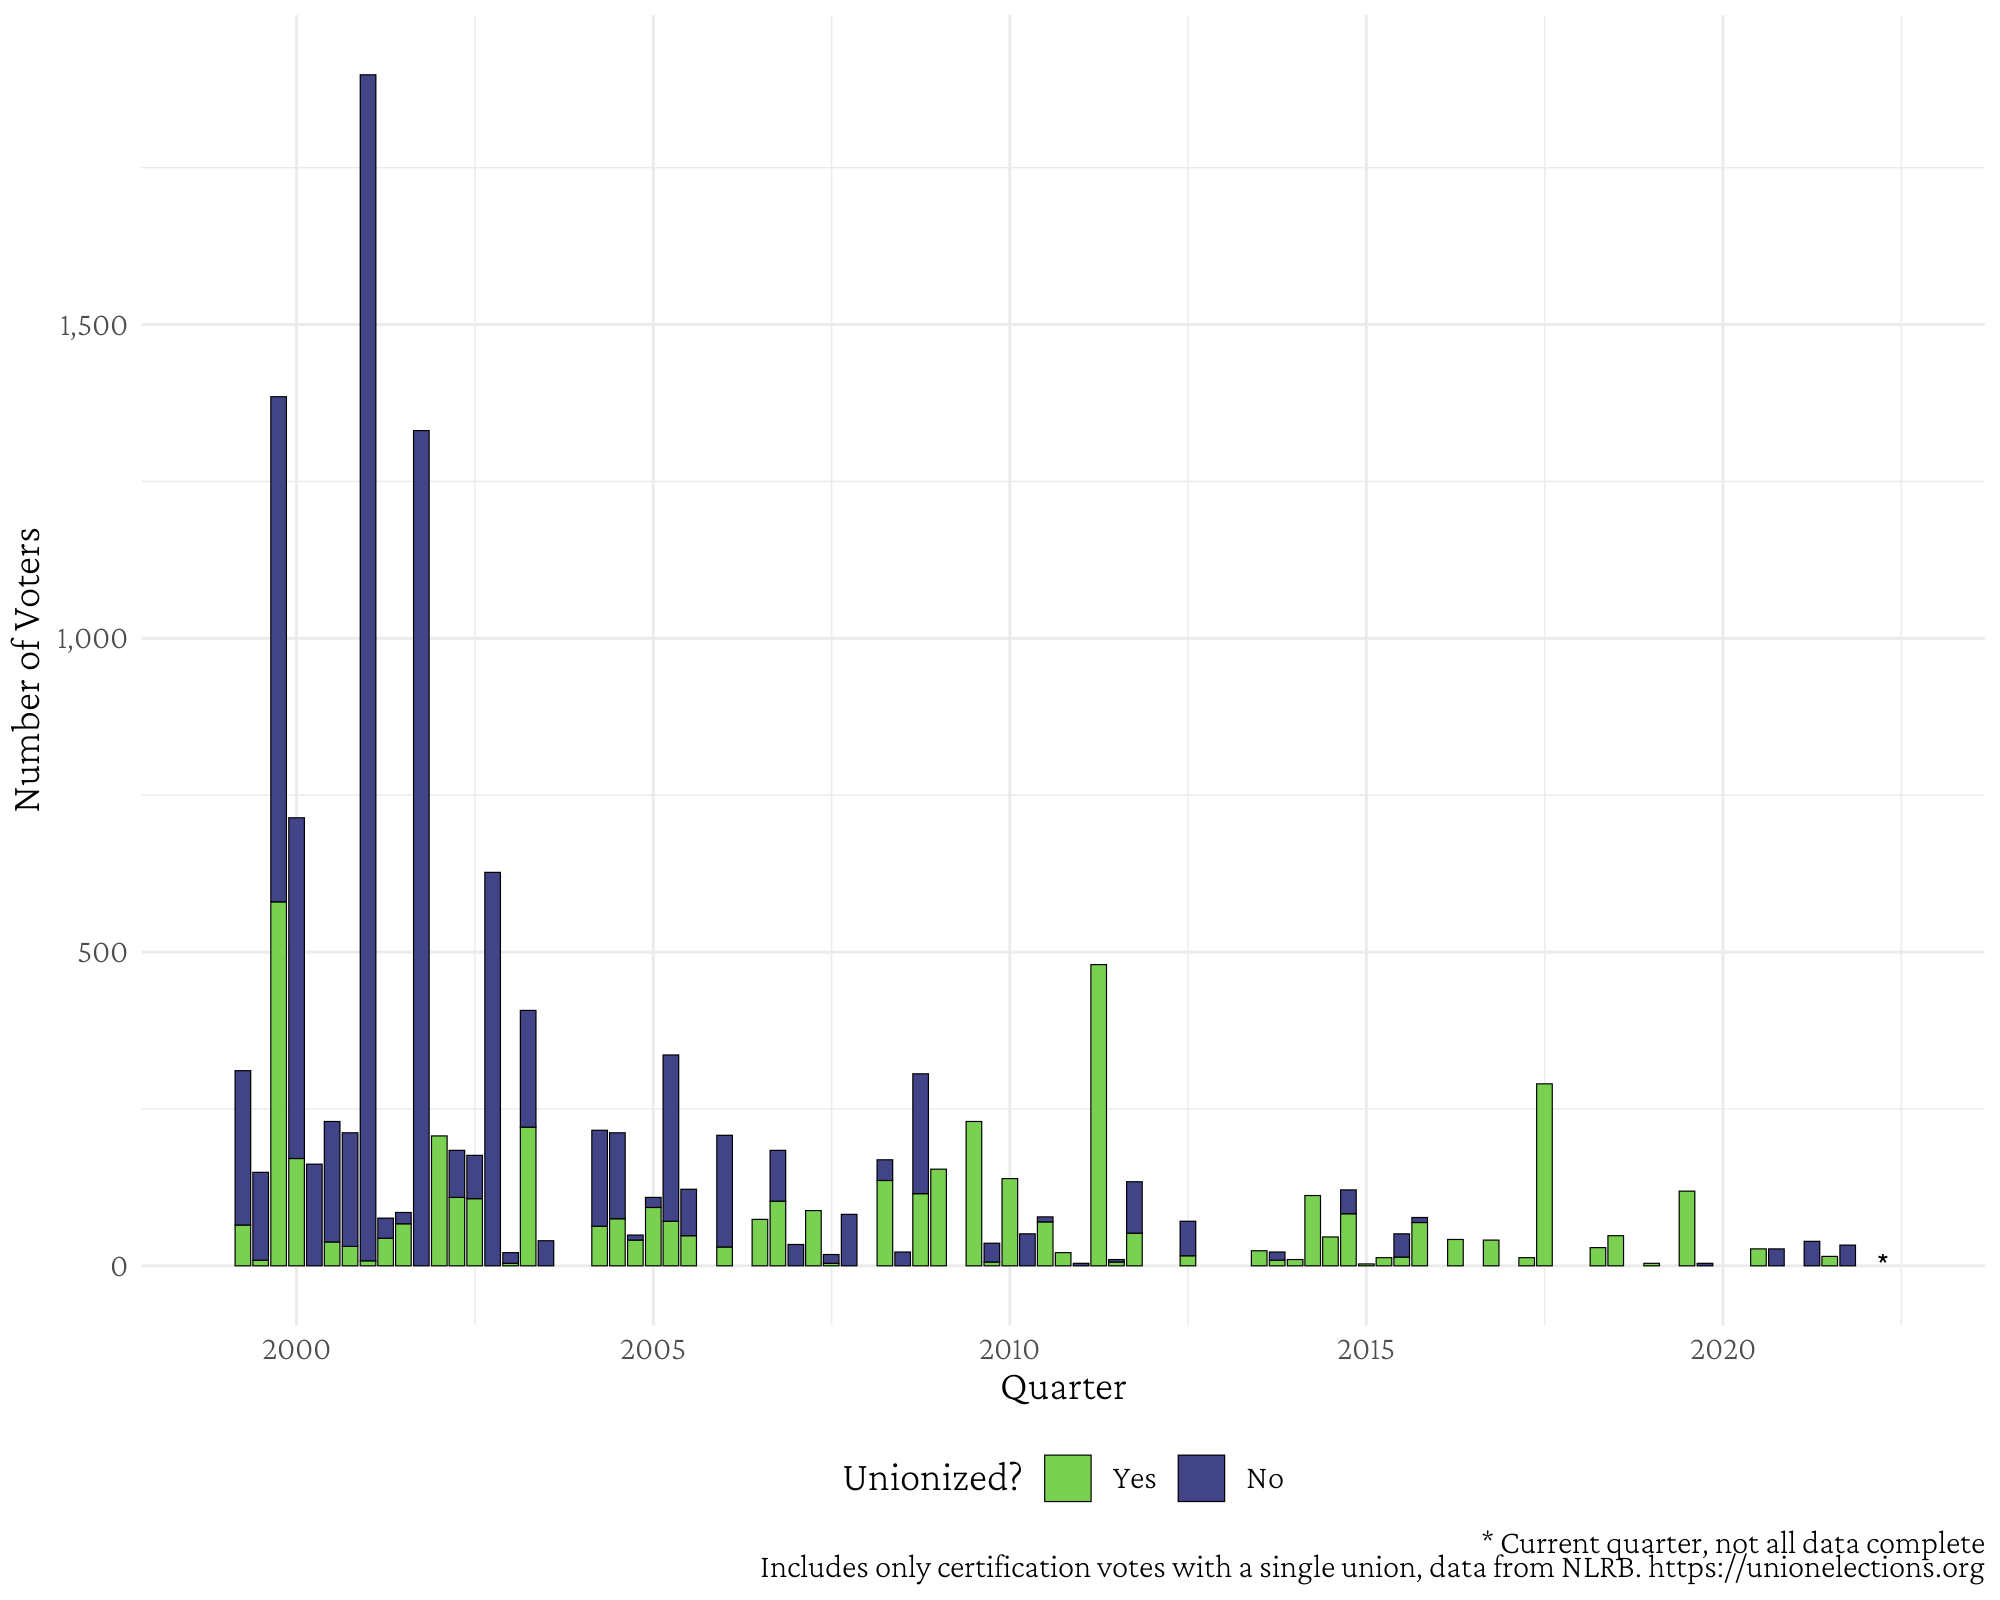 Number of Voters
1,500
1,000
500
0
*
2000 2005 2010 2015 2020
Quarter
Unionized? Yes No
* Current quarter, not all data complete
Includes only certification votes with a single union, data from NLRB. https://unionelections.org